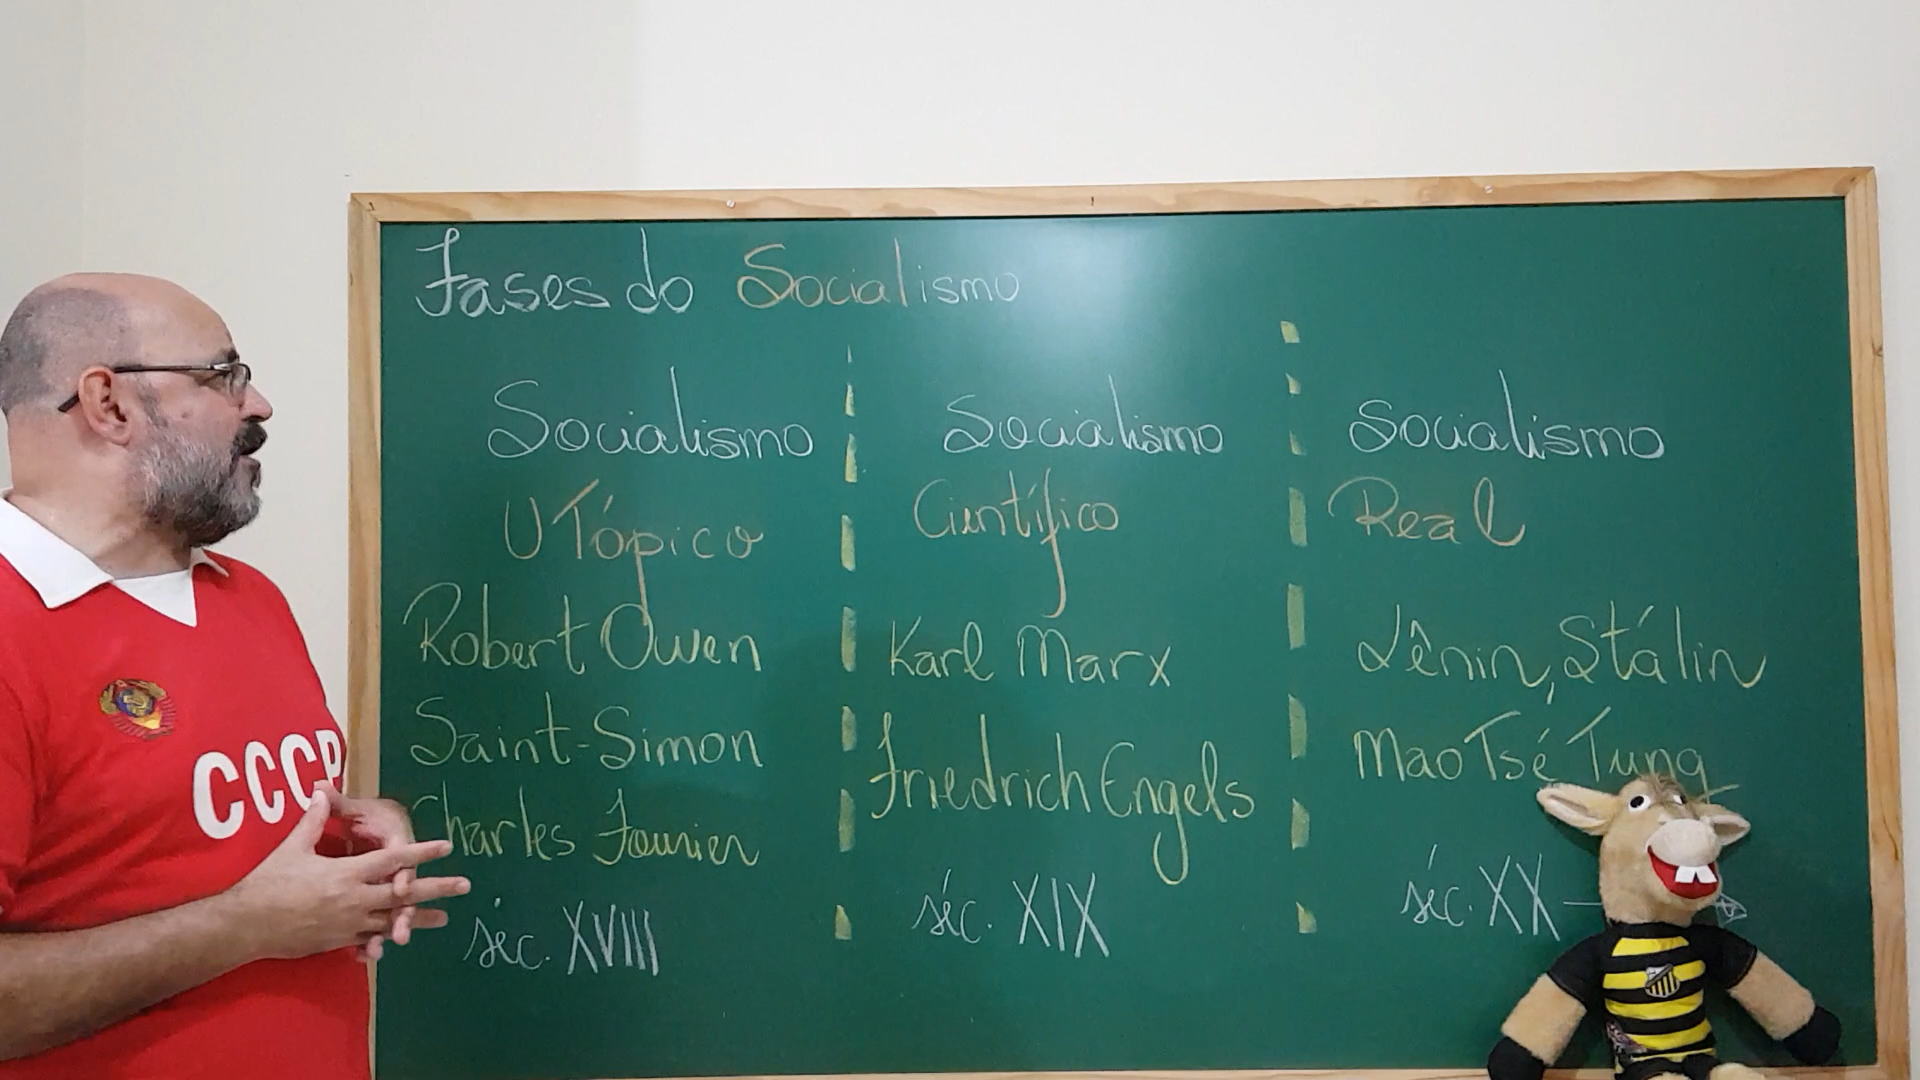 Fases do Socialismo
Socialismo
Utópico
Robert Owen
Saint-Simon
Charles Fourier
séc. XVIII
Socialismo
Científico
Karl Marx
Friedrich Engels
séc. XIX
Socialismo
Real
Lênin, Stálin
Mao Tsé Tung
séc. XX
CCCP